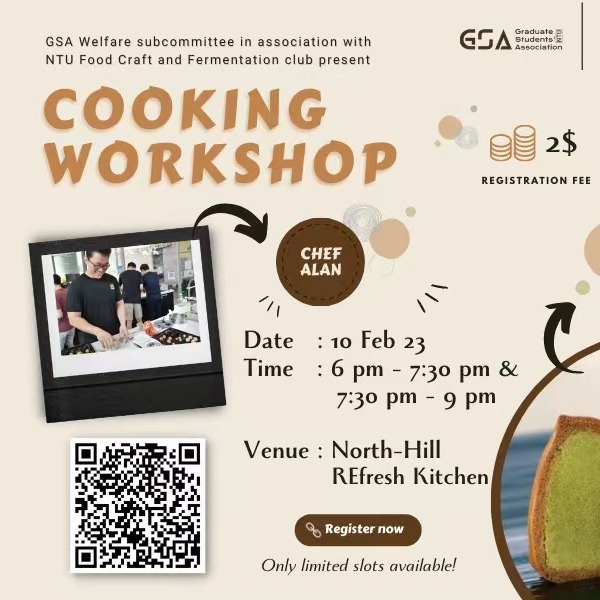 GSA Welfare subcommittee in association with
NTU Food Craft and Fermentation club present
GSA Graduate Students' Association NTU
COOKING
WORKSHOP
2$
REGISTRATION FEE
CHEF
ALAN
Date : 10 Feb 23
Time : 6 pm - 7:30 pm &
7:30 pm - 9 pm
Venue : North-Hill
REfresh Kitchen
Register now
Only limited slots available!